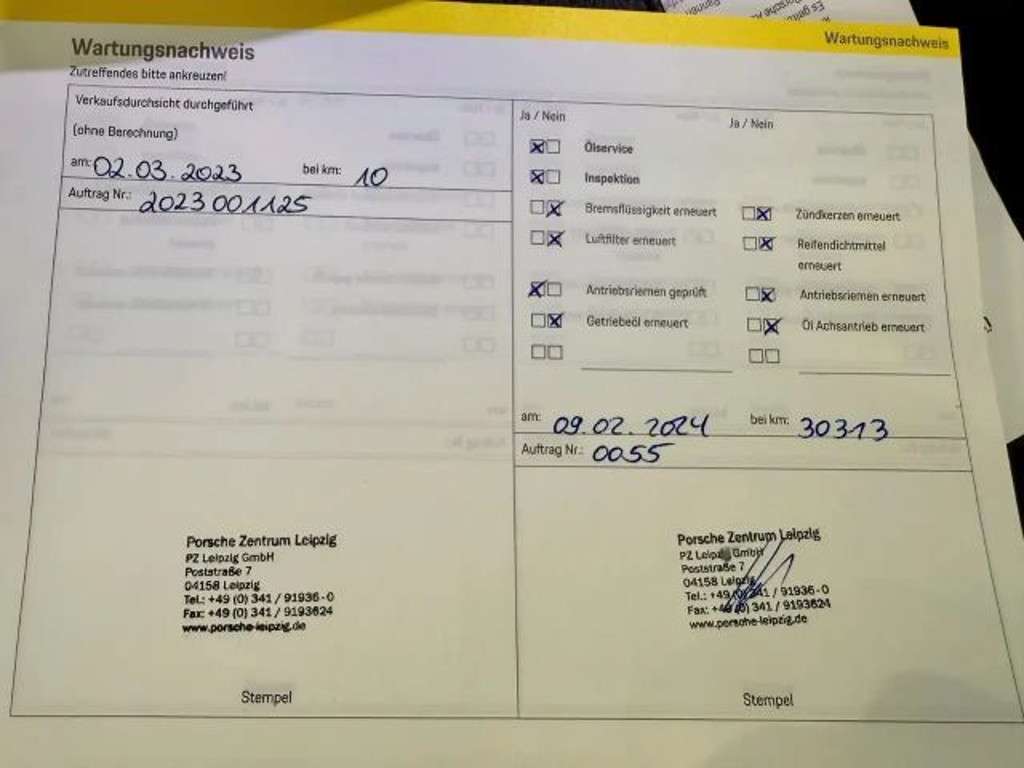 Wartungsnachweis
Wartungsnachweis
Zutreffendes bitte ankreuzen!
Verkaufsdurchsicht durchgeführt
(ohne Berechnung)
am: 02.03.2023 bei km: 10
Auftrag Nr.: 2023 001125
Porsche Zentrum Leipzig
PZ Leipzig GmbH
Poststraße 7
04158 Leipzig
Tel.: +49 (0) 341 / 91936-0
Fax: +49 (0) 341 / 9193624
www.porsche-leipzig.de
Stempel
Ja / Nein Ja / Nein
Ölservice
Inspektion
Bremsflüssigkeit erneuert Zündkerzen erneuert
Luftfilter erneuert Reifendichtmittel
erneuert
Antriebsriemen geprüft Antriebsriemen erneuert
Getriebeöl erneuert Öl Achsantrieb erneuert
am: 09.02.2024 bei km: 30313
Auftrag Nr.: 0055
Porsche Zentrum Leipzig
PZ Leipzig GmbH
Poststraße 7
04158 Leipzig
Tel.: +49 (0) 341 / 91936-0
Fax: +49 (0) 341 / 9193624
www.porsche-leipzig.de
Stempel